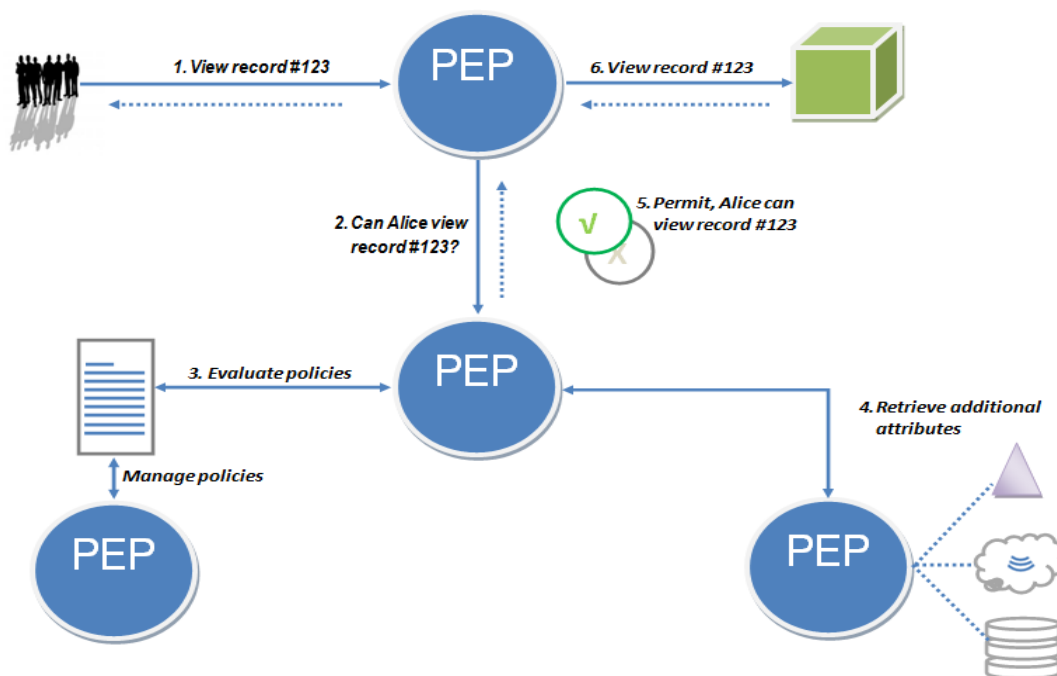 PEP
1. View record #123
6. View record #123
2. Can Alice view
record #123?
5. Permit, Alice can
view record #123
√
X
PEP
3. Evaluate policies
4. Retrieve additional
attributes
Manage policies
PEP
PEP